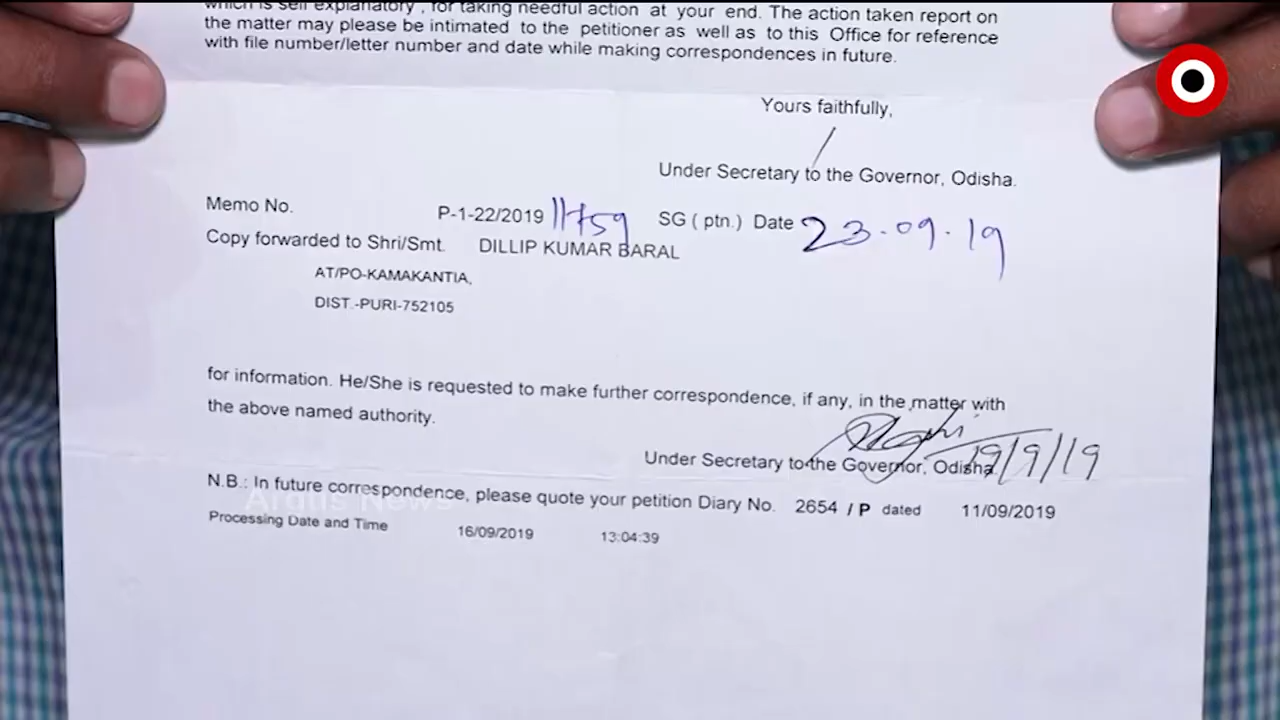 which is self explanatory , for taking needful action at your end. The action taken report on
the matter may please be intimated to the petitioner as well as to this Office for reference
with file number/letter number and date while making correspondences in future.
Yours faithfully,
Under Secretary to the Governor, Odisha.
Memo No. P-1-22/2019 11759 SG ( ptn.) Date 23.09.19
Copy forwarded to Shri/Smt. DILLIP KUMAR BARAL
AT/PO-KAMAKANTIA,
DIST.-PURI-752105
for information. He/She is requested to make further correspondence, if any, in the matter with
the above named authority.
Under Secretary to the Governor, Odisha 19/9/19
N.B.: In future correspondence, please quote your petition Diary No. 2654 / P dated 11/09/2019
Argus News
Processing Date and Time 16/09/2019 13:04:39